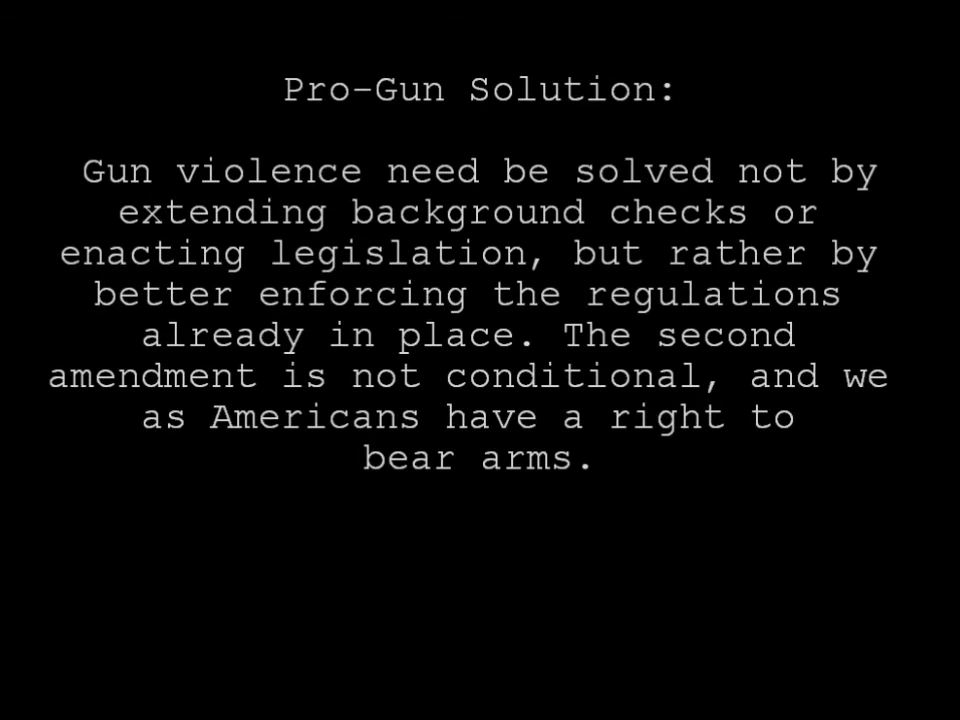 Pro-Gun Solution:
Gun violence need be solved not by
extending background checks or
enacting legislation, but rather by
better enforcing the regulations
already in place. The second
amendment is not conditional, and we
as Americans have a right to
bear arms.